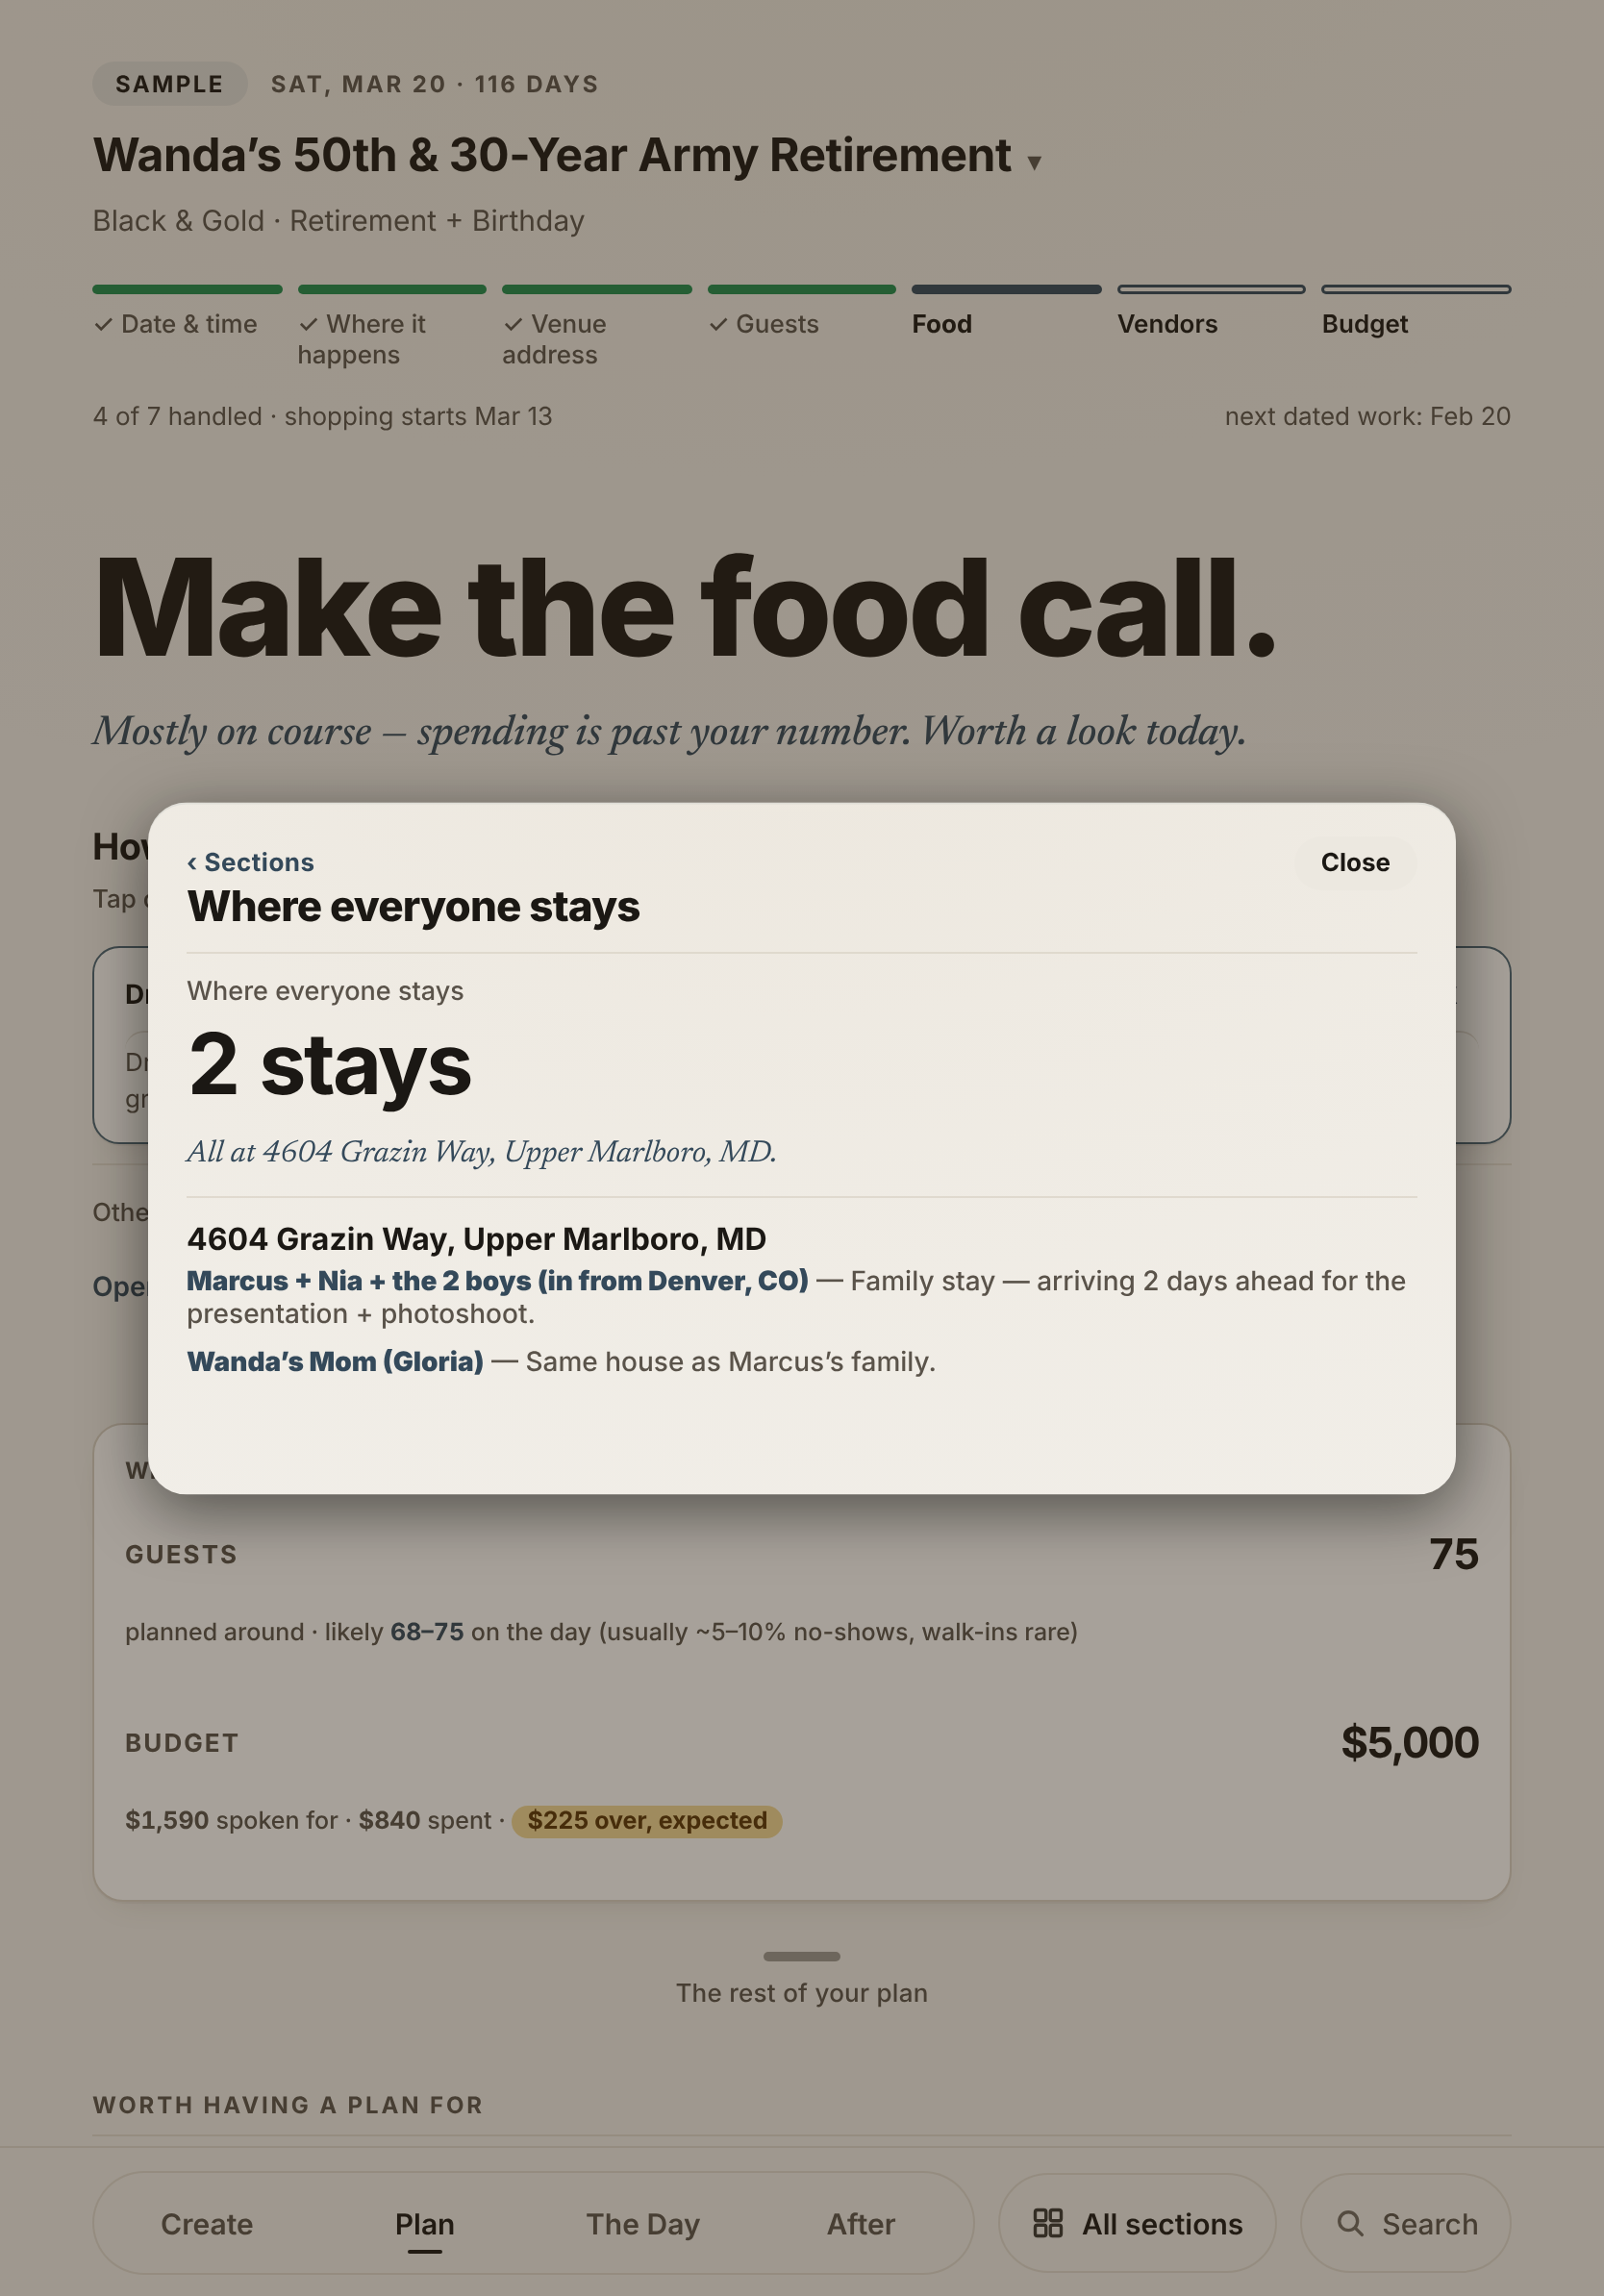 SAMPLE SAT, MAR 20 · 116 DAYS
Wanda’s 50th & 30-Year Army Retirement ▾
Black & Gold · Retirement + Birthday
✓ Date & time
✓ Where it
happens
✓ Venue
address
✓ Guests
Food
Vendors
Budget
4 of 7 handled · shopping starts Mar 13
next dated work: Feb 20
Make the food call.
Mostly on course – spending is past your number. Worth a look today.
Tap
‹ Sections
Close
Where everyone stays
Where everyone stays
2 stays
All at 4604 Grazin Way, Upper Marlboro, MD.
4604 Grazin Way, Upper Marlboro, MD
Marcus + Nia + the 2 boys (in from Denver, CO) — Family stay — arriving 2 days ahead for the
presentation + photoshoot.
Wanda’s Mom (Gloria) — Same house as Marcus’s family.
GUESTS 75
planned around · likely 68–75 on the day (usually ~5–10% no-shows, walk-ins rare)
BUDGET $5,000
$1,590 spoken for · $840 spent · $225 over, expected
The rest of your plan
WORTH HAVING A PLAN FOR
Create
Plan
The Day
After
All sections
Search